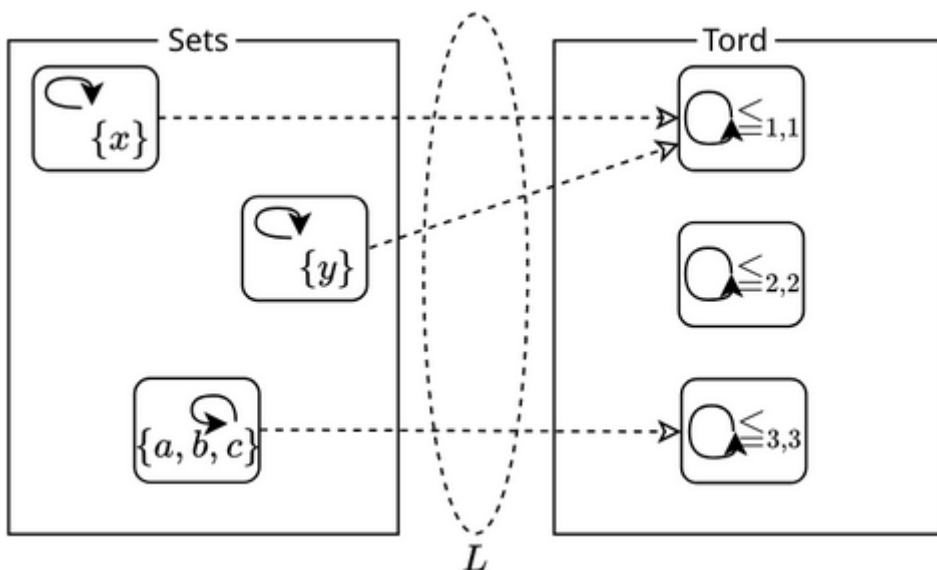 Sets
Tord
{x}
≤1,1
{y}
≤2,2
{a, b, c}
≤3,3
L